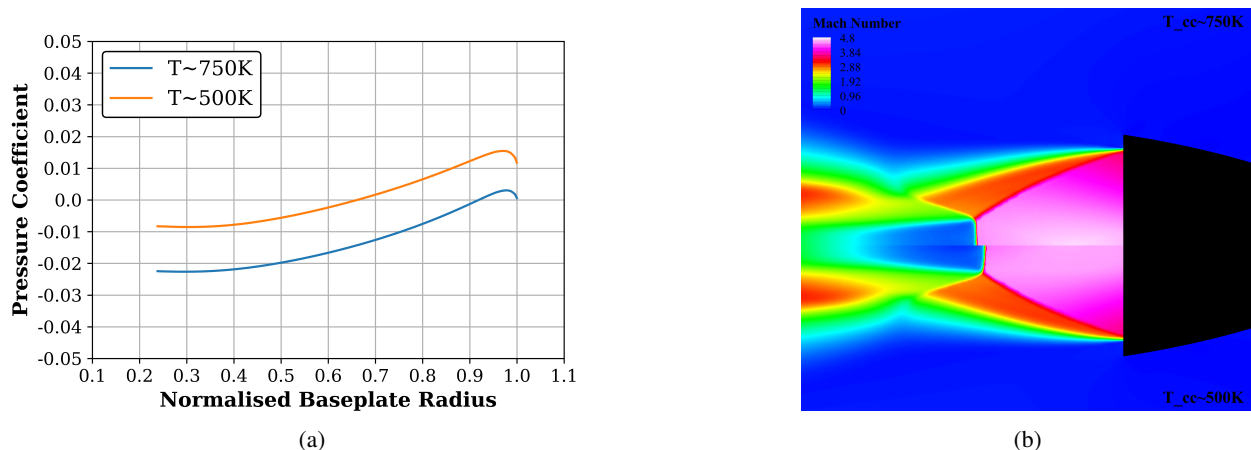 0.05
0.04
0.03
0.02
0.01
0.0
-0.01
-0.02
-0.03
-0.04
-0.05
Pressure Coefficient
T~750K
T~500K
0.1 0.2 0.3 0.4 0.5 0.6 0.7 0.8 0.9 1.0 1.1
Normalised Baseplate Radius
(a)
Mach Number
4.8
3.84
2.88
1.92
0.96
0
T_cc~750K
T_cc~500K
(b)